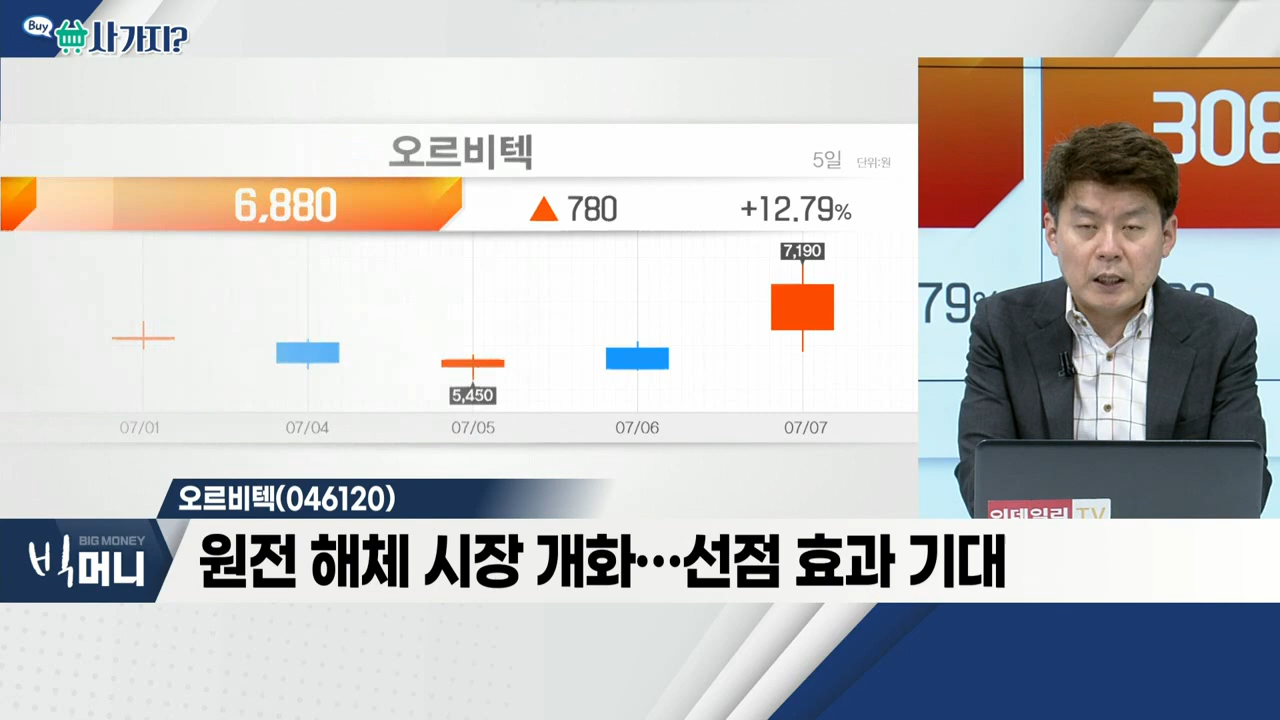 Buy
사가지?
오르비텍
5일 단위:원
6,880 ▲ 780 +12.79%
7,190
5,450
07/01 07/04 07/05 07/06 07/07
308
79%
오르비텍(046120)
BIG MONEY
빅머니
원전 해체 시장 개화···선점 효과 기대
이데일리 TV